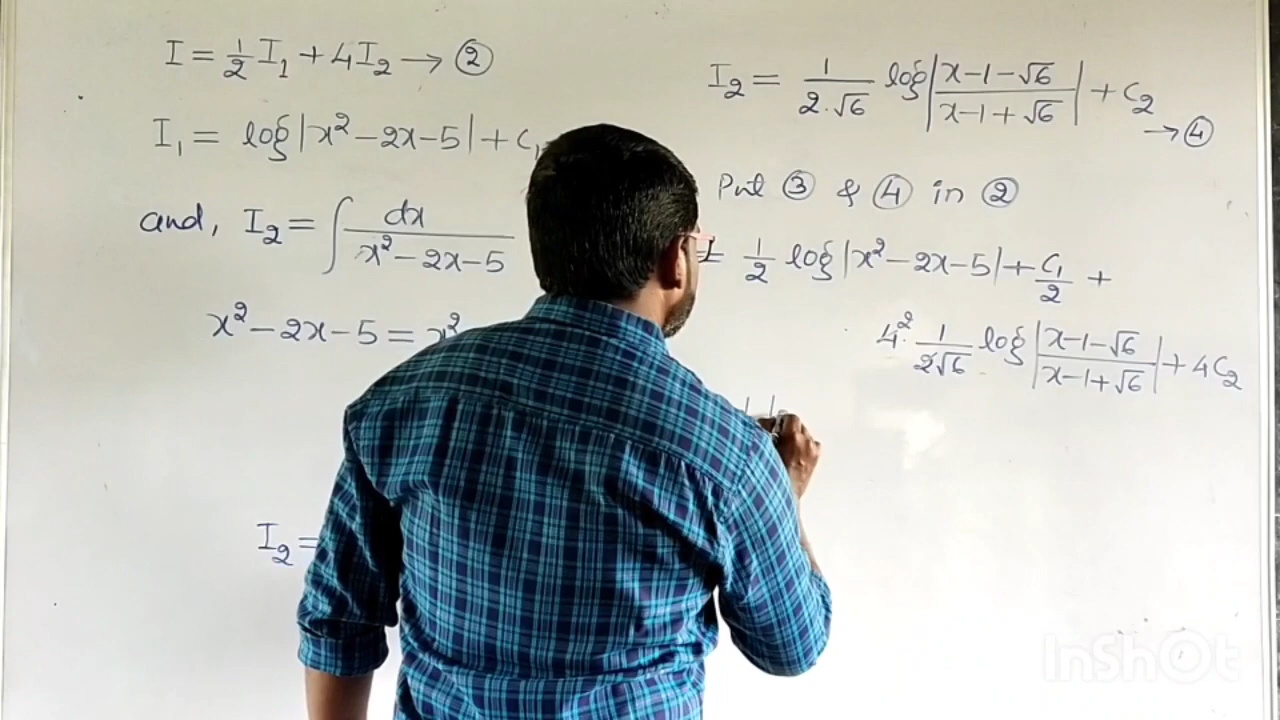 I = 1/2 I₁ + 4I₂ → ②
I₁ = log|x² - 2x - 5| + C₁
and, I₂ = ∫ dx/(x² - 2x - 5)
x² - 2x - 5 = x²
I₂ =
I₂ = 1/(2·√6) log|(x-1-√6)/(x-1+√6)| + C₂
→ ④
Put ③ & ④ in ②
I = 1/2 log|x² - 2x - 5| + C₁/2 +
4²· 1/(2√6) log|(x-1-√6)/(x-1+√6)| + 4C₂
InShOt